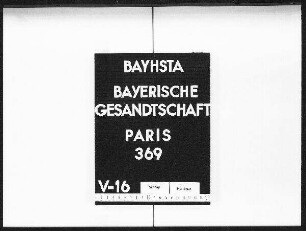 BAYHSTA
BAYERISCHE
GESANDTSCHAFT
PARIS
369
V-16